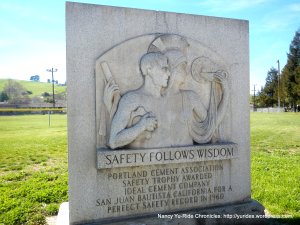 SAFETY FOLLOWS WISDOM
PORTLAND CEMENT ASSOCIATION
SAFETY TROPHY AWARDED
IDEAL CEMENT COMPANY
SAN JUAN BAUTISTA CALIFORNIA, FOR A
PERFECT SAFETY RECORD IN 1960
Nancy Yu-Ride Chronicles, http://yurides.wordpress.com/